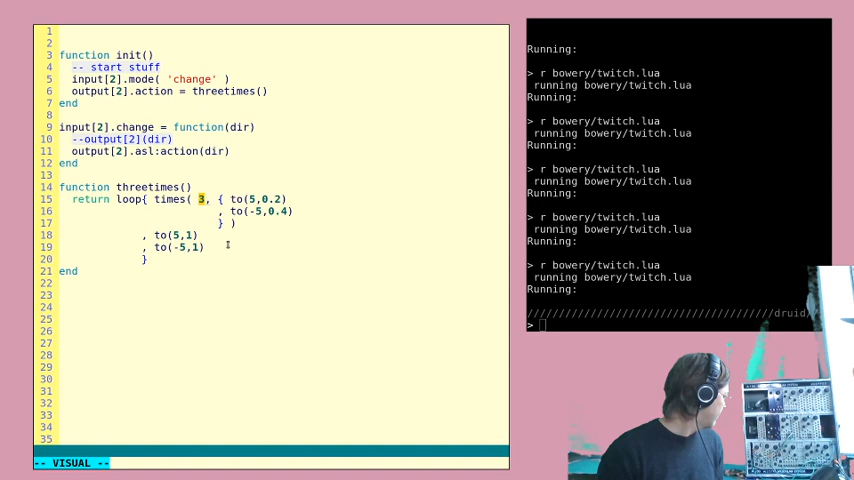 1
2
3 function init()
4 -- start stuff
5 input[2].mode( 'change' )
6 output[2].action = threetimes()
7 end
8
9 input[2].change = function(dir)
10 --output[2](dir)
11 output[2].asl:action(dir)
12 end
13
14 function threetimes()
15 return loop{ times( 3, { to(5,0.2)
16 , to(-5,0.4)
17 } )
18 , to(5,1)
19 , to(-5,1)
20 }
21 end
22
23
24
25
26
27
28
29
30
31
32
33
34
35
-- VISUAL --
Running:
> r bowery/twitch.lua
running bowery/twitch.lua
Running:
> r bowery/twitch.lua
running bowery/twitch.lua
Running:
> r bowery/twitch.lua
running bowery/twitch.lua
Running:
> r bowery/twitch.lua
running bowery/twitch.lua
Running:
> r bowery/twitch.lua
running bowery/twitch.lua
Running:
////////////////////////////////////////druid/
>